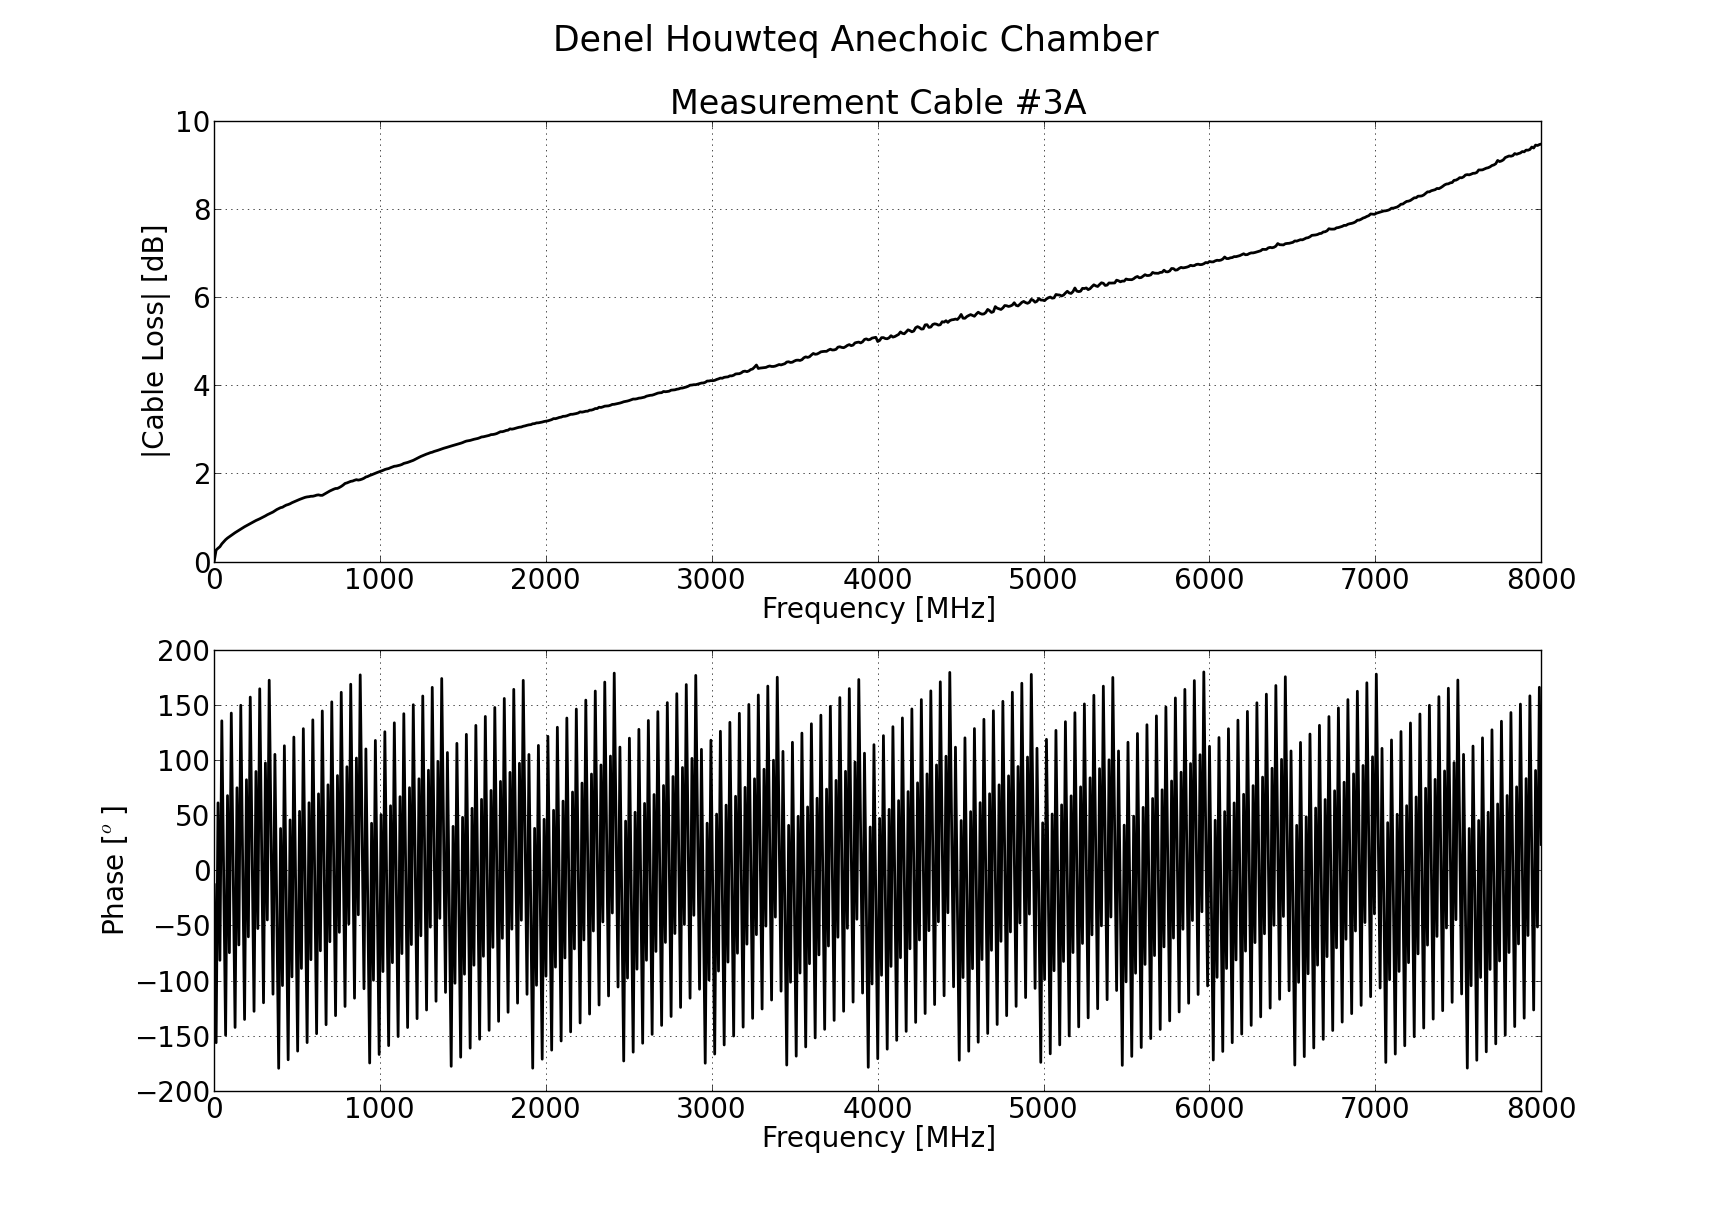 Denel Houwteq Anechoic Chamber
Measurement Cable #3A
10
8
6
4
2
0
|Cable Loss| [dB]
0 1000 2000 3000 4000 5000 6000 7000 8000
Frequency [MHz]
200
150
100
50
0
−50
−100
−150
−200
Phase [o]
0 1000 2000 3000 4000 5000 6000 7000 8000
Frequency [MHz]